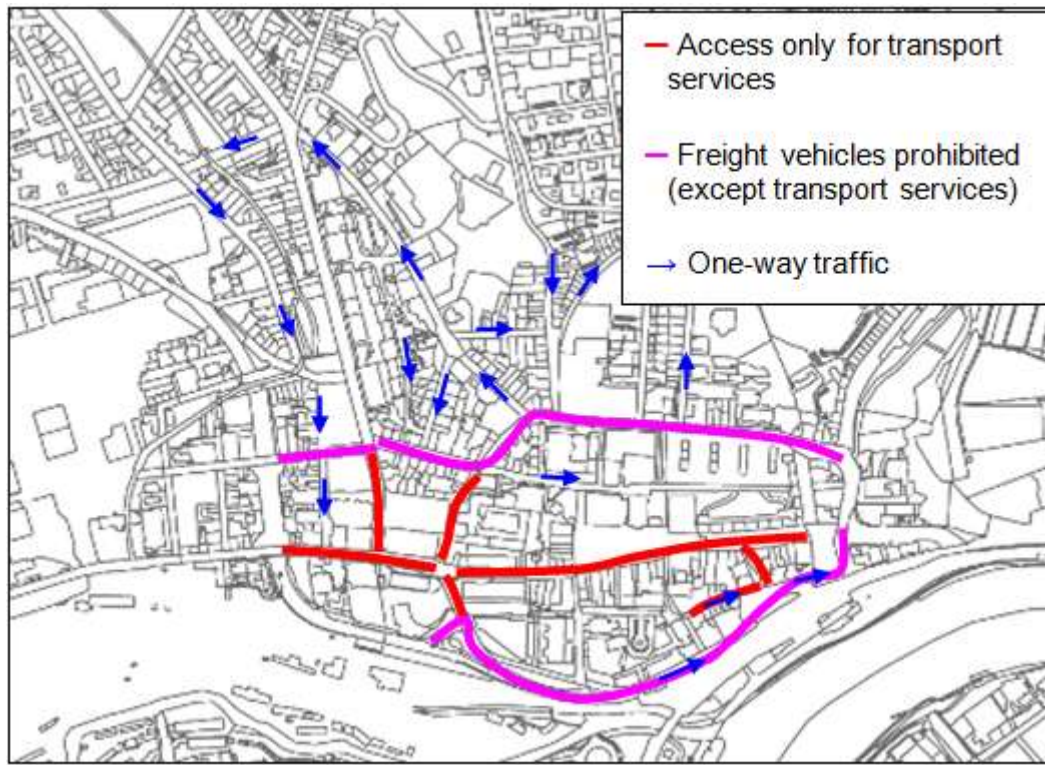 Access only for transport
services
Freight vehicles prohibited
(except transport services)
One-way traffic